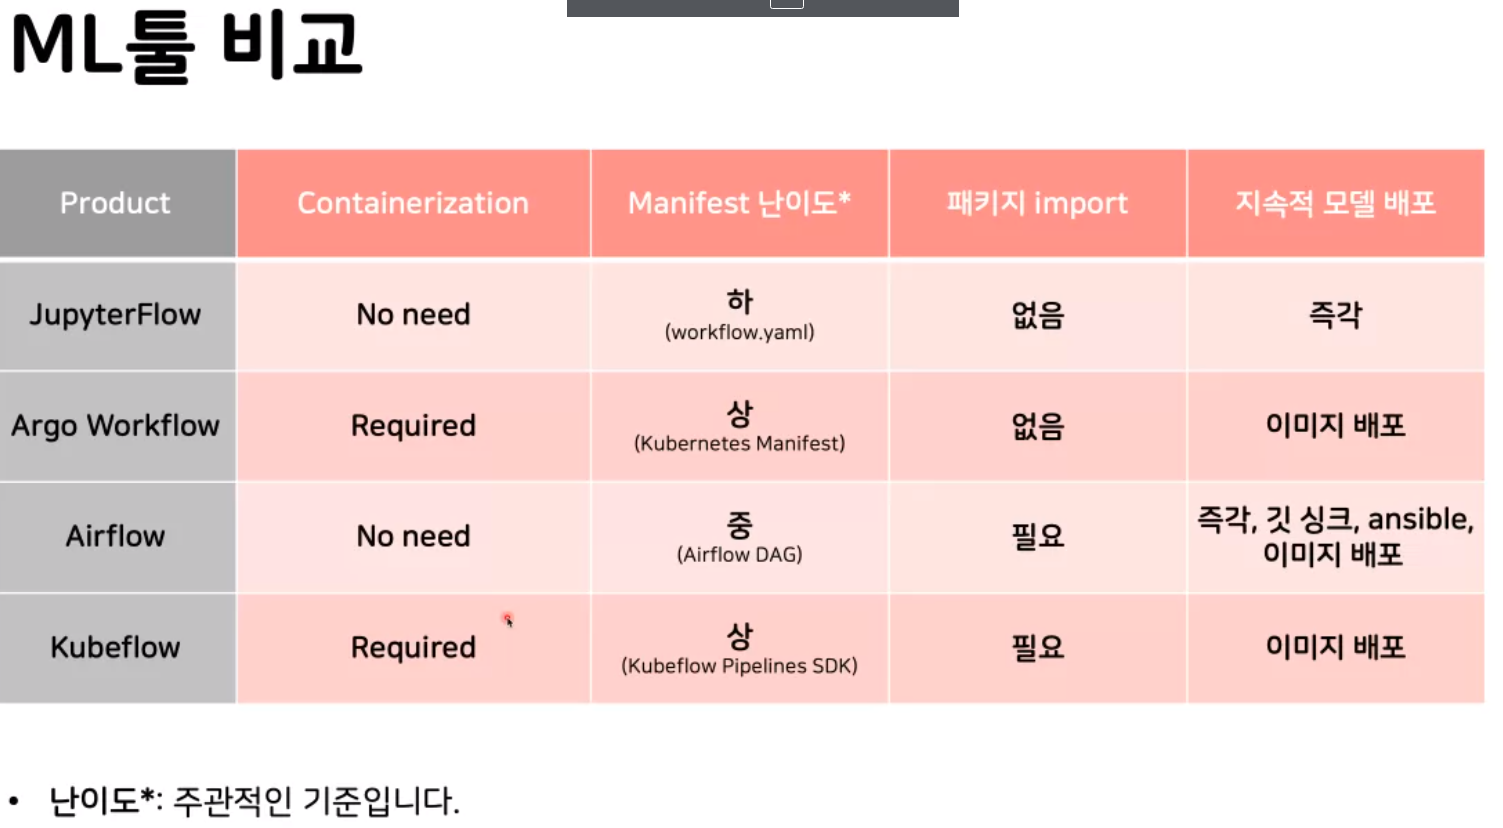 ML툴 비교
Product Containerization Manifest 난이도* 패키지 import 지속적 모델 배포
JupyterFlow No need 하 없음 즉각
(workflow.yaml)
Argo Workflow Required 상 없음 이미지 배포
(Kubernetes Manifest)
Airflow No need 중 필요 즉각, 깃 싱크, ansible,
(Airflow DAG) 이미지 배포
Kubeflow Required 상 필요 이미지 배포
(Kubeflow Pipelines SDK)
• 난이도*: 주관적인 기준입니다.